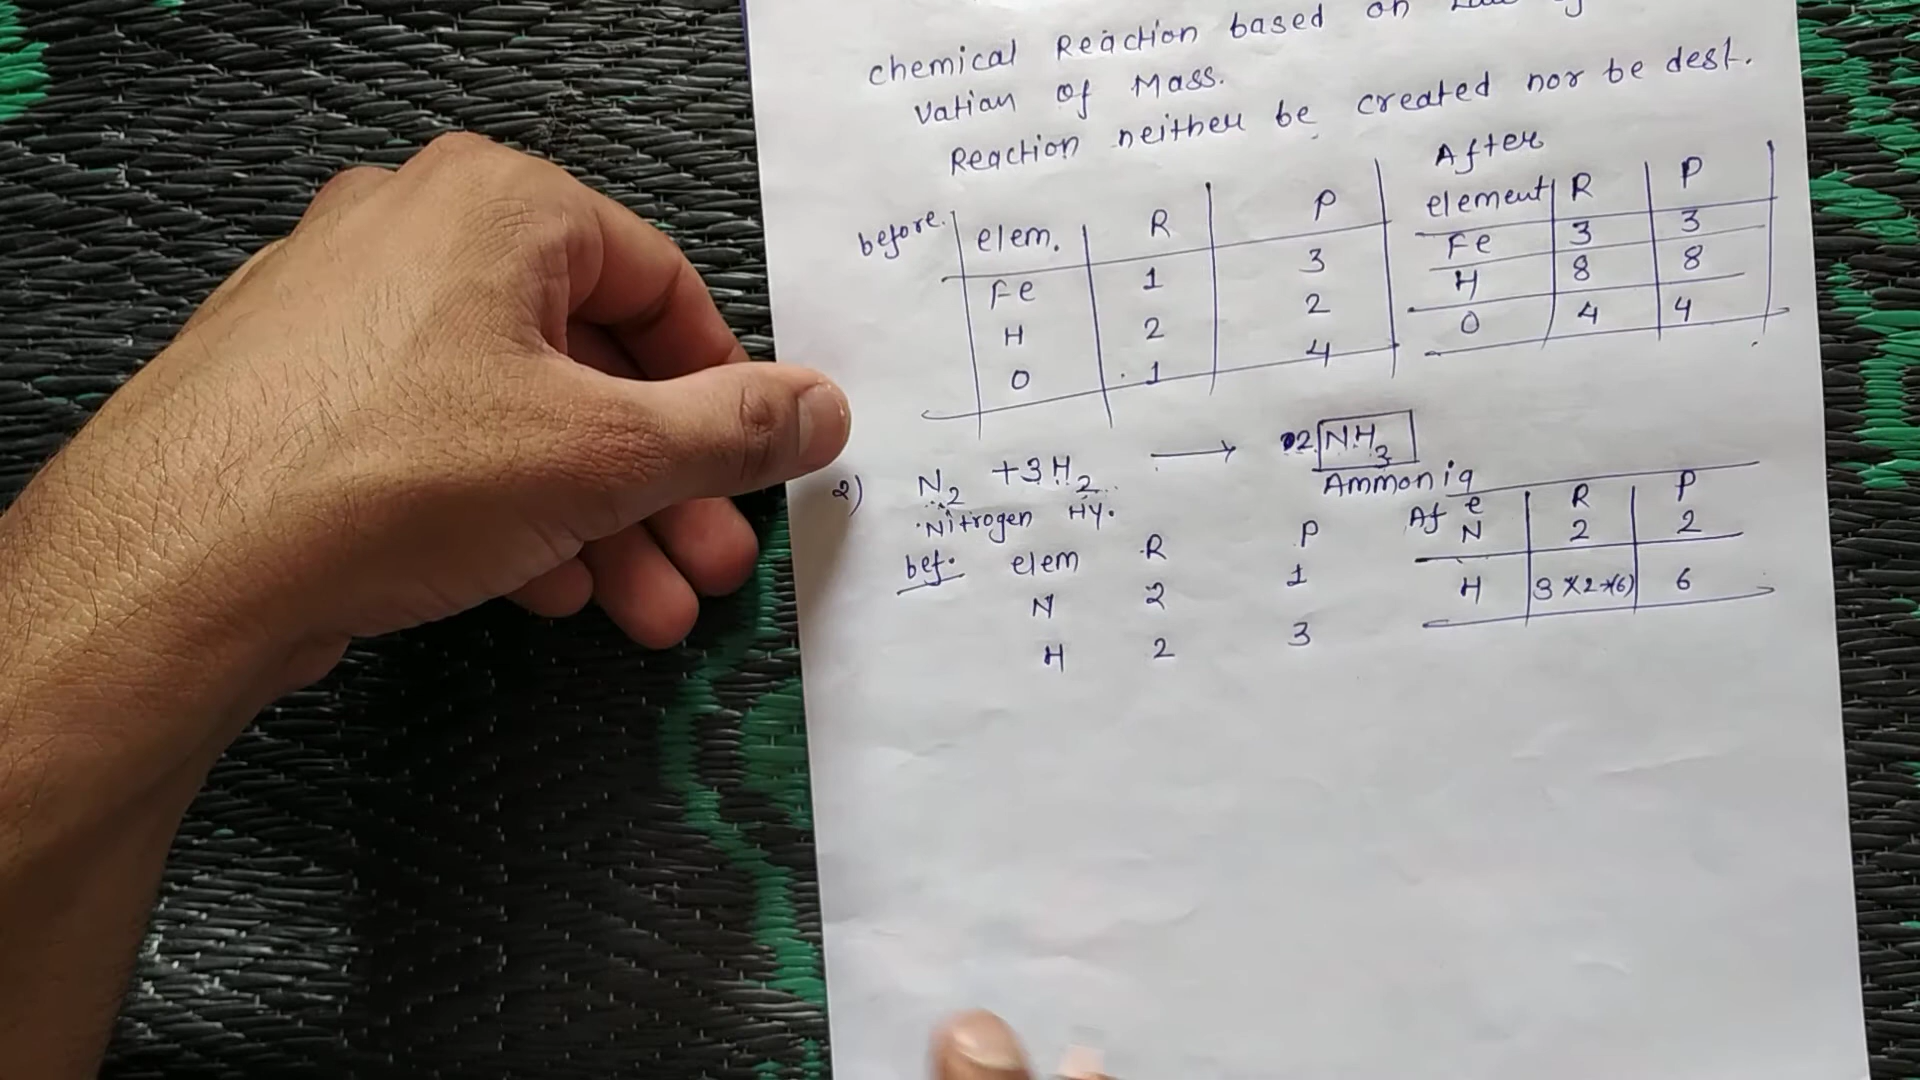 chemical Reaction based on
Vation of Mass.
Reaction neither be created nor be dest.
before. elem. R P
Fe 1 3
H 2 2
O 1 4
After
element R P
Fe 3 3
H 8 8
O 4 4
2) N₂ +3H₂ → 2 NH₃
Nitrogen Hy. Ammonia
bef. elem R P
N 2 1
H 2 3
Af e R P
N 2 2
H 3×2→(6) 6